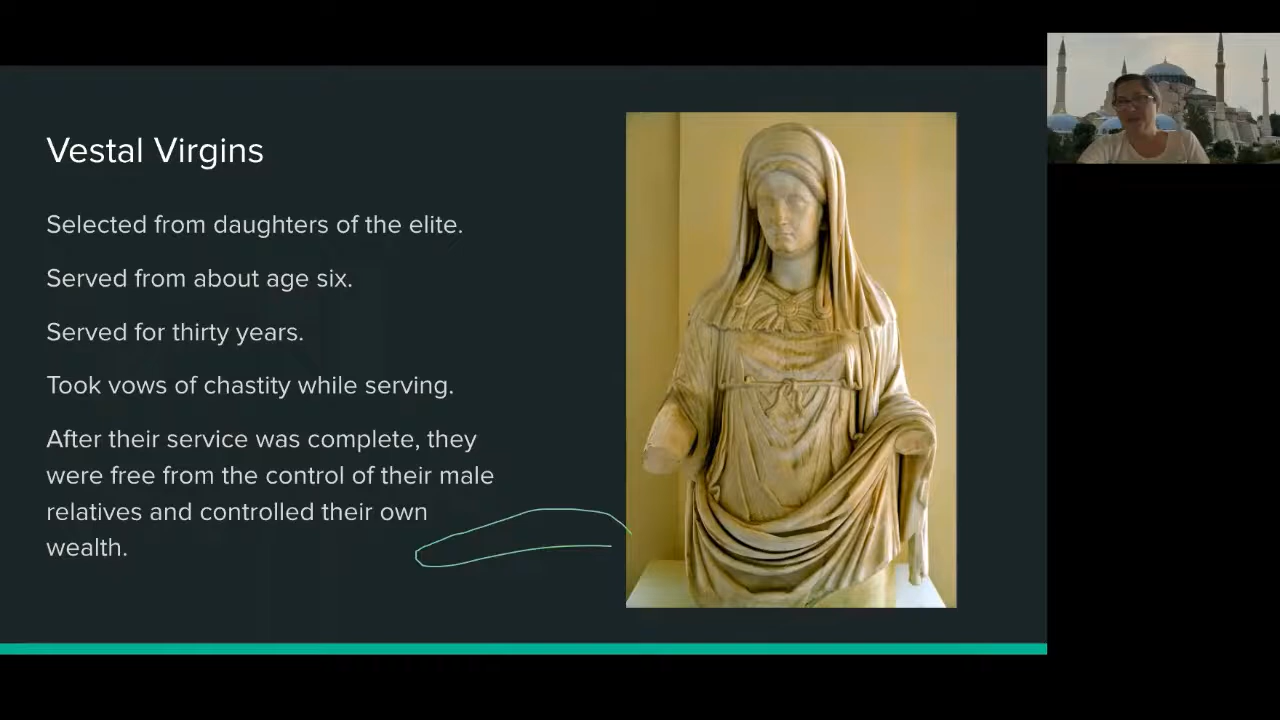 Vestal Virgins
Selected from daughters of the elite.
Served from about age six.
Served for thirty years.
Took vows of chastity while serving.
After their service was complete, they
were free from the control of their male
relatives and controlled their own
wealth.